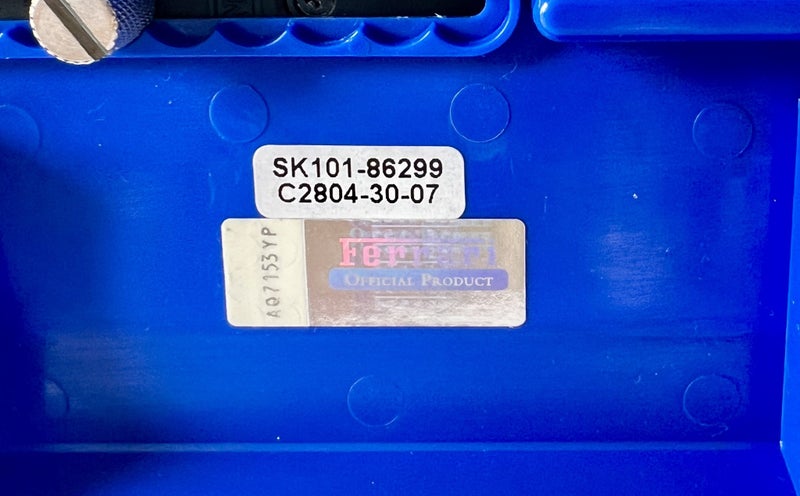 SK101-86299
C2804-30-07
Ferrari
OFFICIAL PRODUCT
AQ7153YP